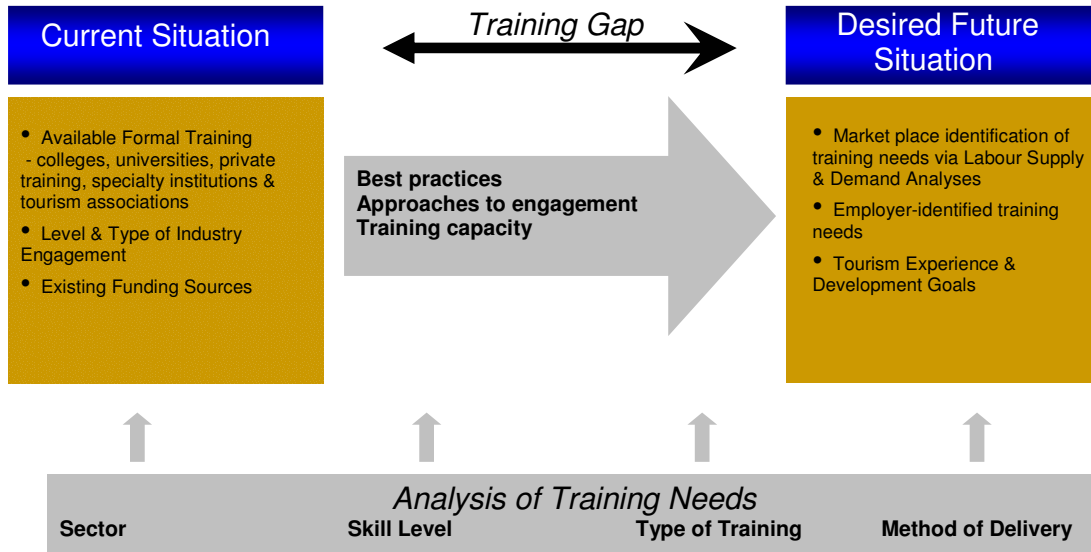 Current Situation
Training Gap
Desired Future
Situation
• Available Formal Training
- colleges, universities, private
training, specialty institutions &
tourism associations
• Level & Type of Industry
Engagement
• Existing Funding Sources
Best practices
Approaches to engagement
Training capacity
• Market place identification of
training needs via Labour Supply
& Demand Analyses
• Employer-identified training
needs
• Tourism Experience &
Development Goals
Analysis of Training Needs
Sector Skill Level Type of Training Method of Delivery